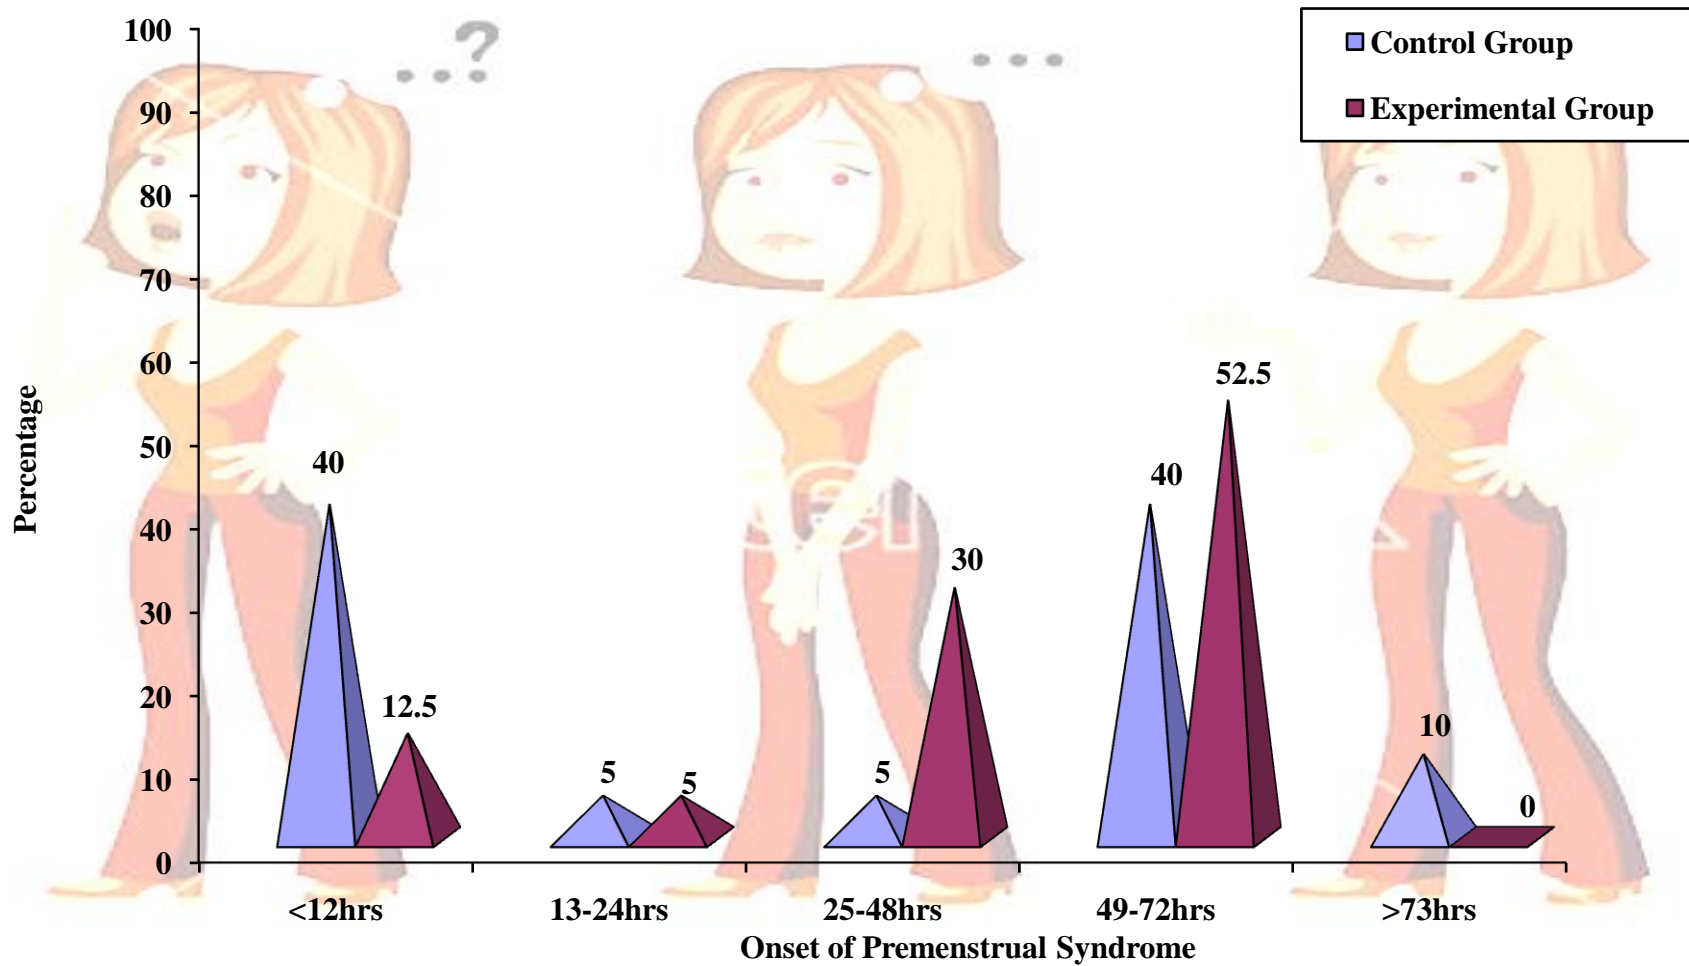 Control Group
Experimental Group
100
90
80
70
60
50
40
30
20
10
0
Percentage
...?
...
40
12.5
5
5
5
30
40
52.5
10
0
<12hrs
13-24hrs
25-48hrs
49-72hrs
>73hrs
Onset of Premenstrual Syndrome